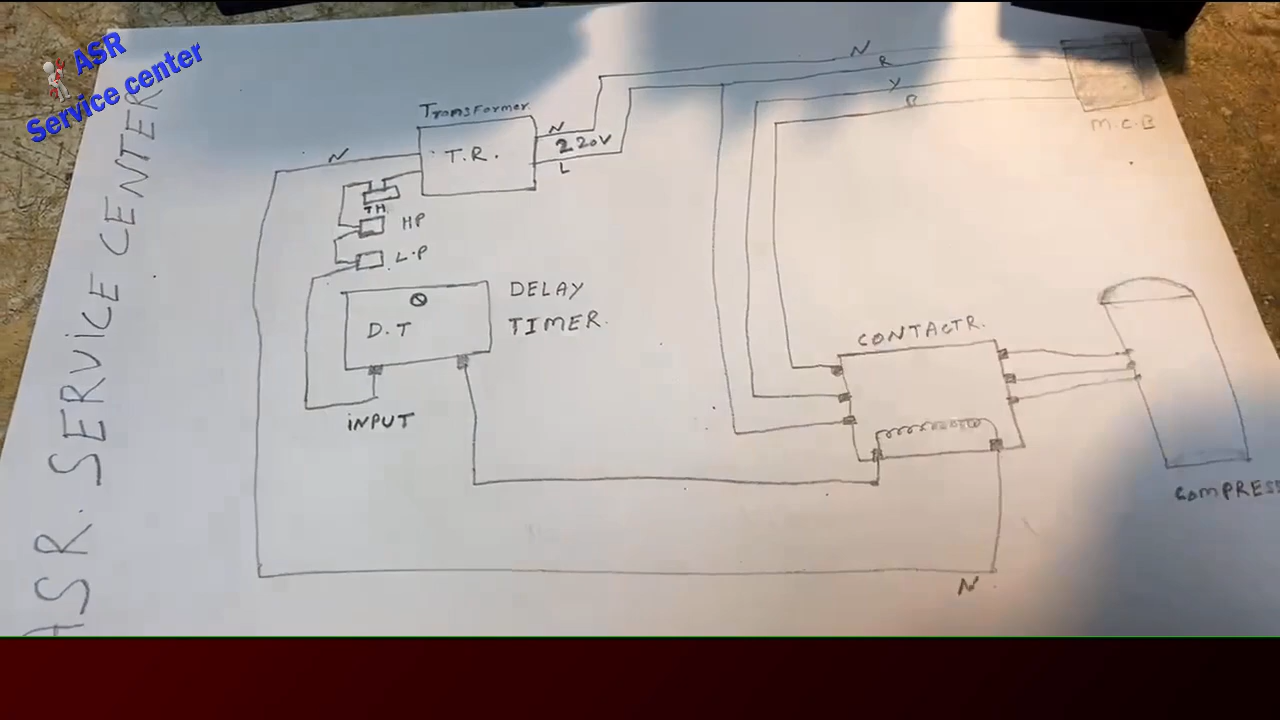 ASR
Service center
ASR. SERVICE CENTER
N
R
Y
B
M.C.B
Transformer
T.R.
N
220V
L
N
TH
HP
L.P
DELAY
TIMER.
D.T
INPUT
CONTACTR.
COMPRESS
N